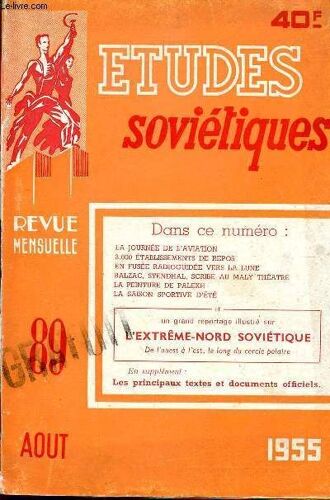 PRiCE
40F
ETUDES
soviétiques
REVUE
MENSUELLE
89
GRATUIT
Dans ce numéro :
LA JOURNÉE DE L'AVIATION
3.000 ÉTABLISSEMENTS DE REPOS
EN FUSÉE RADIOGUIDÉE VERS LA LUNE
BALZAC, STENDHAL, SCRIBE AU MALY THÉATRE
LA PEINTURE DE PALEKH
LA SAISON SPORTIVE D'ÉTÉ
et
un grand reportage illustré sur
L'EXTRÊME-NORD SOVIÉTIQUE
De l'ouest à l'est, le long du cercle polaire
En supplément :
Les principaux textes et documents officiels.
AOUT
1955